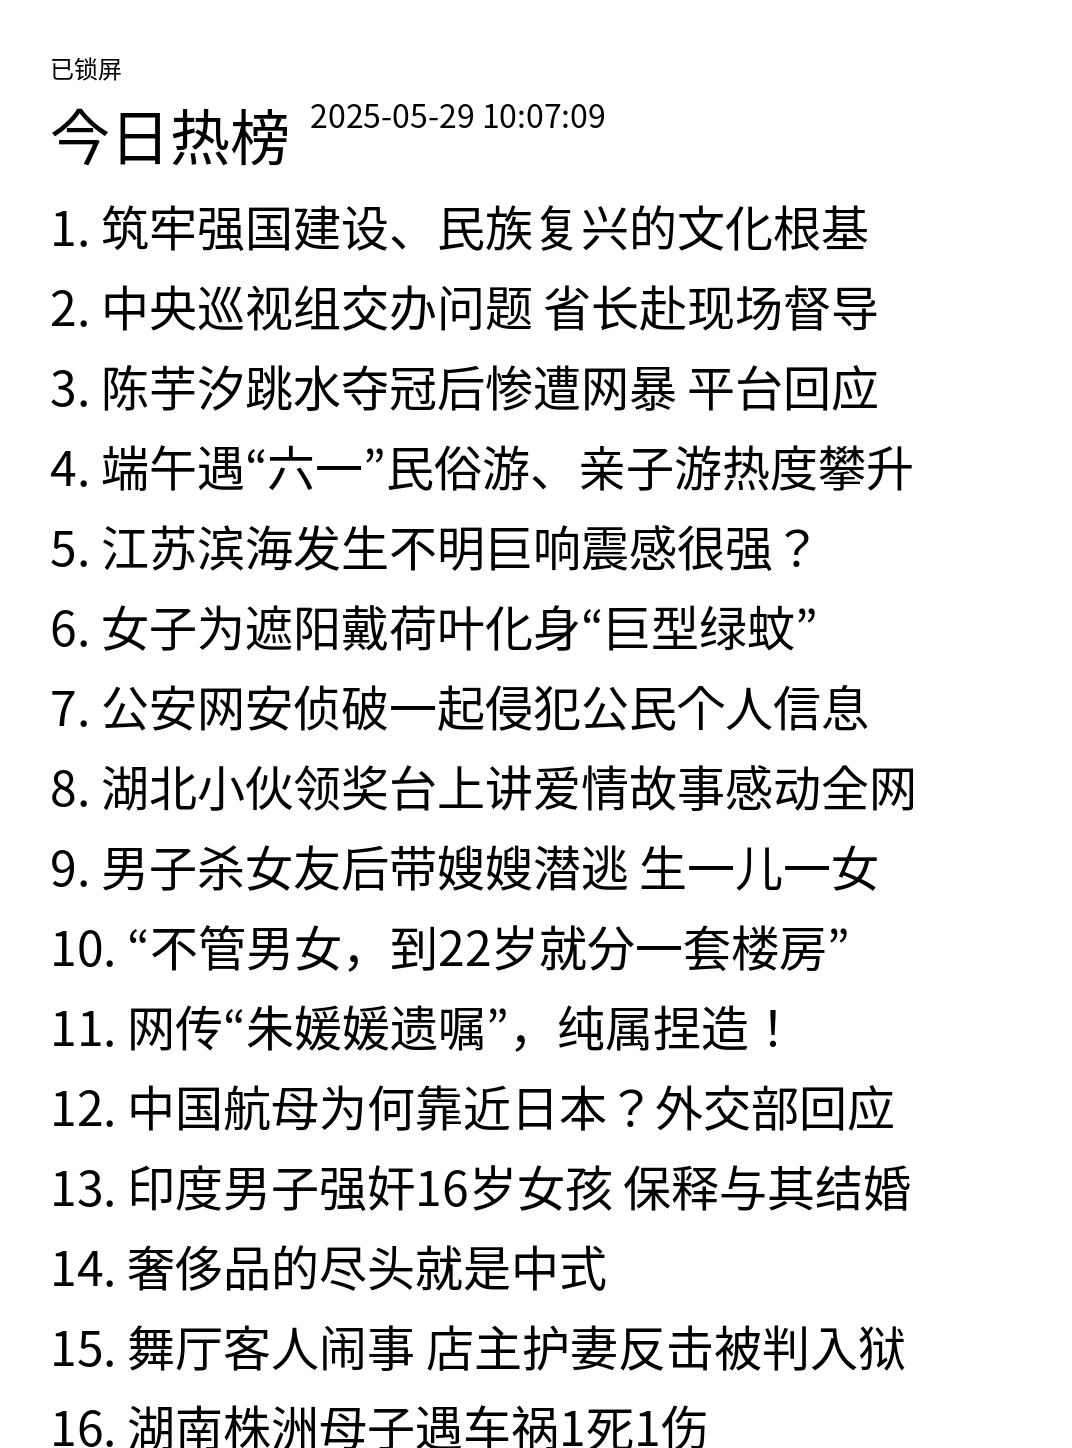 已锁屏
今日热榜 2025-05-29 10:07:09
1. 筑牢强国建设、民族复兴的文化根基
2. 中央巡视组交办问题 省长赴现场督导
3. 陈芋汐跳水夺冠后惨遭网暴 平台回应
4. 端午遇“六一”民俗游、亲子游热度攀升
5. 江苏滨海发生不明巨响震感很强？
6. 女子为遮阳戴荷叶化身“巨型绿蚊”
7. 公安网安侦破一起侵犯公民个人信息
8. 湖北小伙领奖台上讲爱情故事感动全网
9. 男子杀女友后带嫂嫂潜逃 生一儿一女
10. “不管男女，到22岁就分一套楼房”
11. 网传“朱媛媛遗嘱”，纯属捏造！
12. 中国航母为何靠近日本？外交部回应
13. 印度男子强奸16岁女孩 保释与其结婚
14. 奢侈品的尽头就是中式
15. 舞厅客人闹事 店主护妻反击被判入狱
16. 湖南株洲母子遇车祸1死1伤